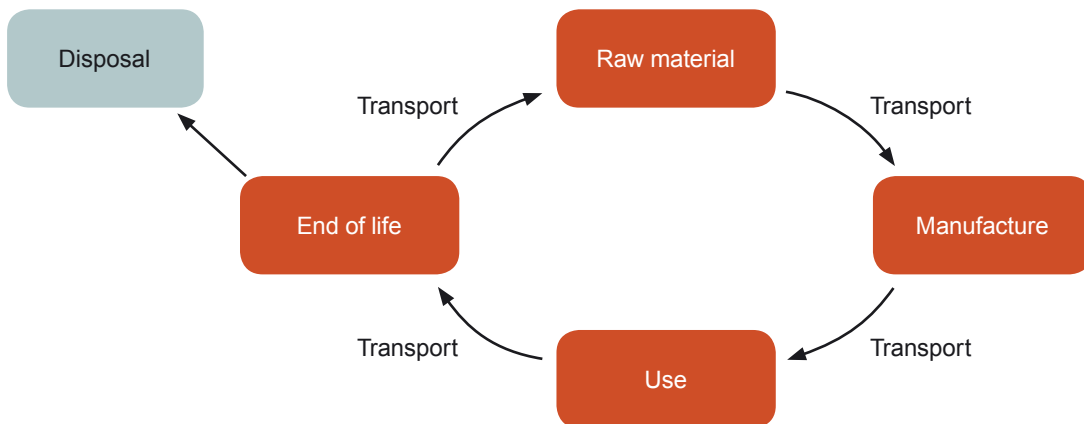 Disposal
Raw material
Transport
Transport
End of life
Manufacture
Transport
Transport
Use